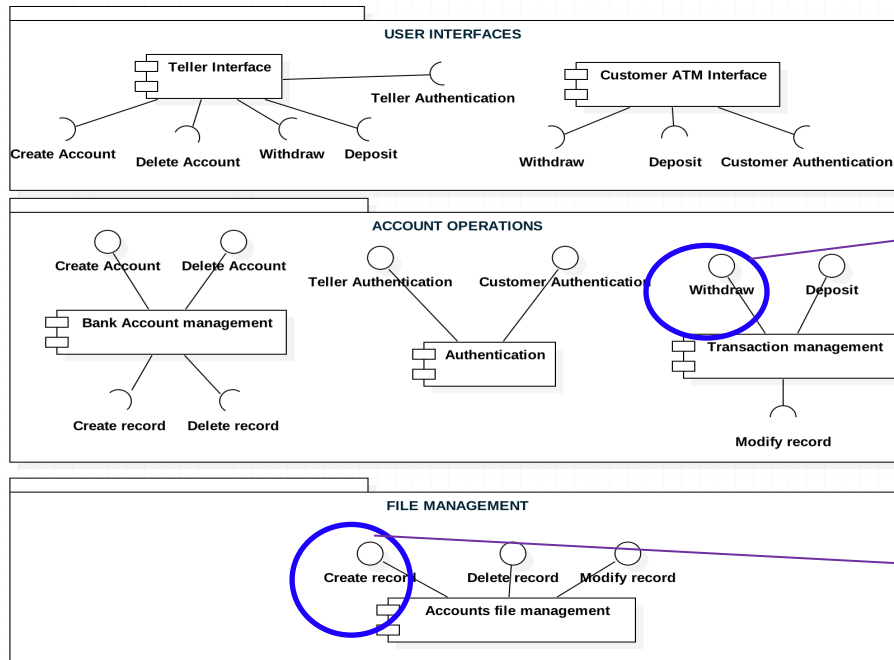 USER INTERFACES
Teller Interface
Customer ATM Interface
Teller Authentication
Create Account
Delete Account
Withdraw
Deposit
Withdraw
Deposit
Customer Authentication
ACCOUNT OPERATIONS
Create Account
Delete Account
Teller Authentication
Customer Authentication
Withdraw
Deposit
Bank Account management
Authentication
Transaction management
Create record
Delete record
Modify record
FILE MANAGEMENT
Create record
Delete record
Modify record
Accounts file management